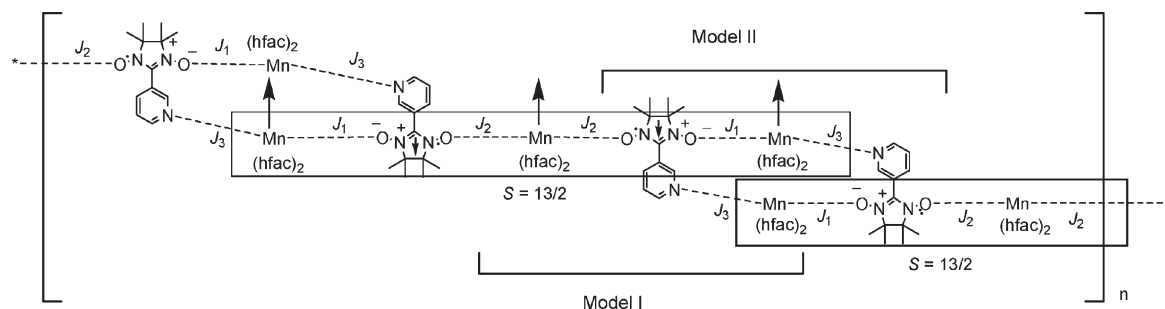 Model II
J2 O· N + N O − J1 (hfac)2
* Mn J3 N
N
J3 Mn J1 − O N + N ·O J2 Mn J2 O· N + N O − J1 Mn J3 N
(hfac)2 (hfac)2 (hfac)2
S = 13/2
N J3 Mn J1 − O N + N O J2 Mn J2
(hfac)2 (hfac)2
S = 13/2
Model I
n